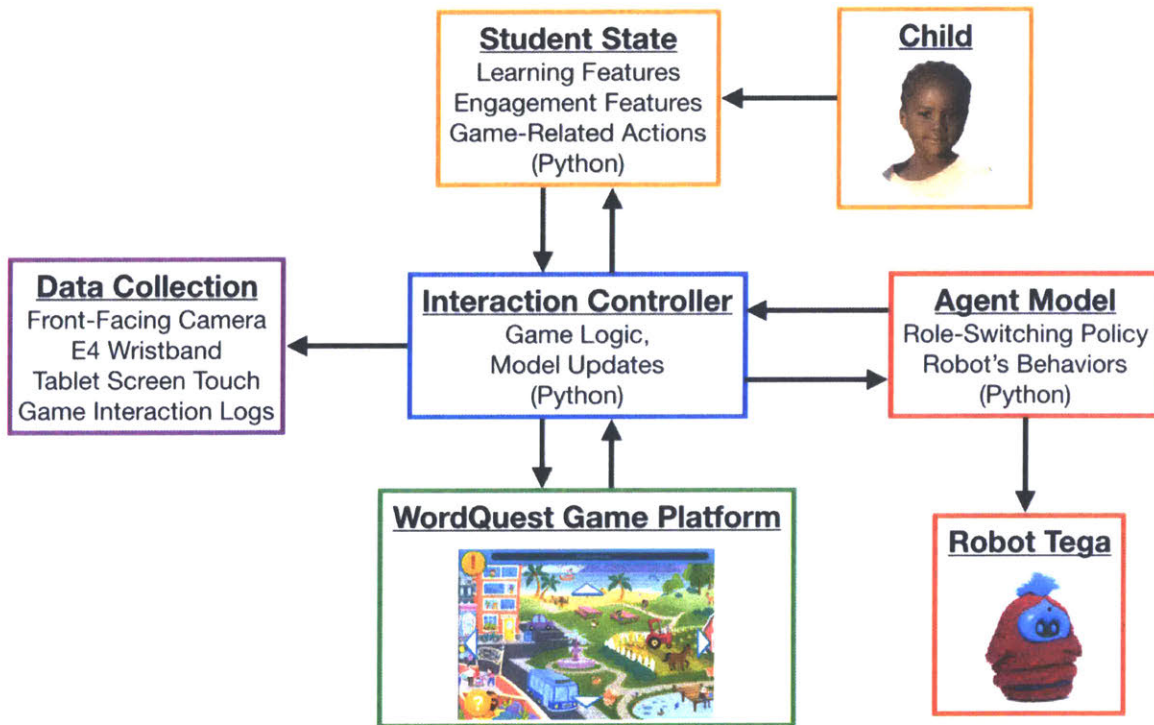 Student State
Learning Features
Engagement Features
Game-Related Actions
(Python)
Child
Data Collection
Front-Facing Camera
E4 Wristband
Tablet Screen Touch
Game Interaction Logs
Interaction Controller
Game Logic,
Model Updates
(Python)
Agent Model
Role-Switching Policy
Robot's Behaviors
(Python)
WordQuest Game Platform
!
?
Robot Tega